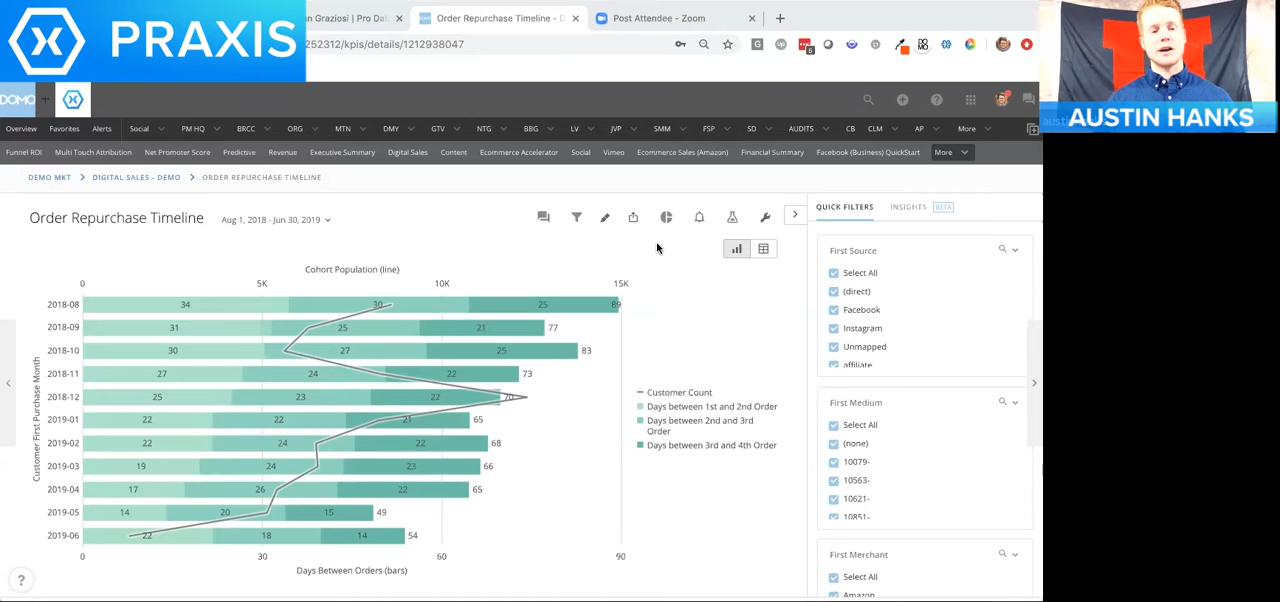 PRAXIS
an Graziosi | Pro Dat
Order Repurchase Timeline - D
Post Attendee - Zoom
252312/kpis/details/1212938047
AUSTIN HANKS
DOMO
Overview Favorites Alerts Social PM HQ BRCC ORG MTN DMY GTV NTG BBG LV JVP SMM FSP SD AUDITS CB CLM AP More
Funnel ROI Multi Touch Attribution Net Promoter Score Predictive Revenue Executive Summary Digital Sales Content Ecommerce Accelerator Social Vimeo Ecommerce Sales (Amazon) Financial Summary Facebook (Business) QuickStart More
DEMO MKT > DIGITAL SALES - DEMO > ORDER REPURCHASE TIMELINE
Order Repurchase Timeline
Aug 1, 2018 - Jun 30, 2019
Cohort Population (line)
0 5K 10K 15K
2018-08 34 30 25 89
2018-09 31 25 21 77
2018-10 30 27 25 83
2018-11 27 24 22 73
2018-12 25 23 22 70
2019-01 22 22 21 65
2019-02 22 24 22 68
2019-03 19 24 23 66
2019-04 17 26 22 65
2019-05 14 20 15 49
2019-06 22 18 14 54
0 30 60 90
Days Between Orders (bars)
Customer First Purchase Month
Customer Count
Days between 1st and 2nd Order
Days between 2nd and 3rd
Order
Days between 3rd and 4th Order
QUICK FILTERS INSIGHTS BETA
First Source
Select All
(direct)
Facebook
Instagram
Unmapped
affiliate
First Medium
Select All
(none)
10079-
10563-
10621-
10851-
First Merchant
Select All
Amazon
?